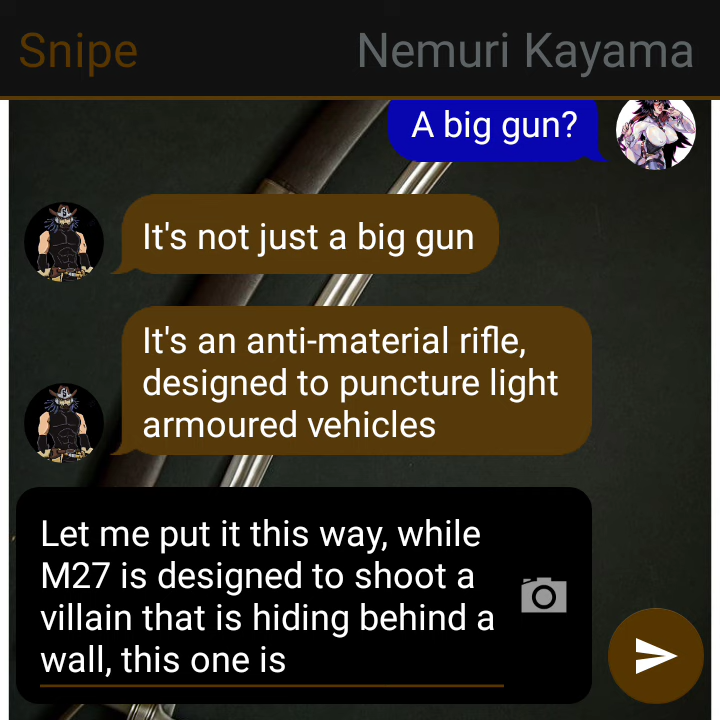 Snipe
Nemuri Kayama
A big gun?
It's not just a big gun
It's an anti-material rifle,
designed to puncture light
armoured vehicles
Let me put it this way, while
M27 is designed to shoot a
villain that is hiding behind a
wall, this one is